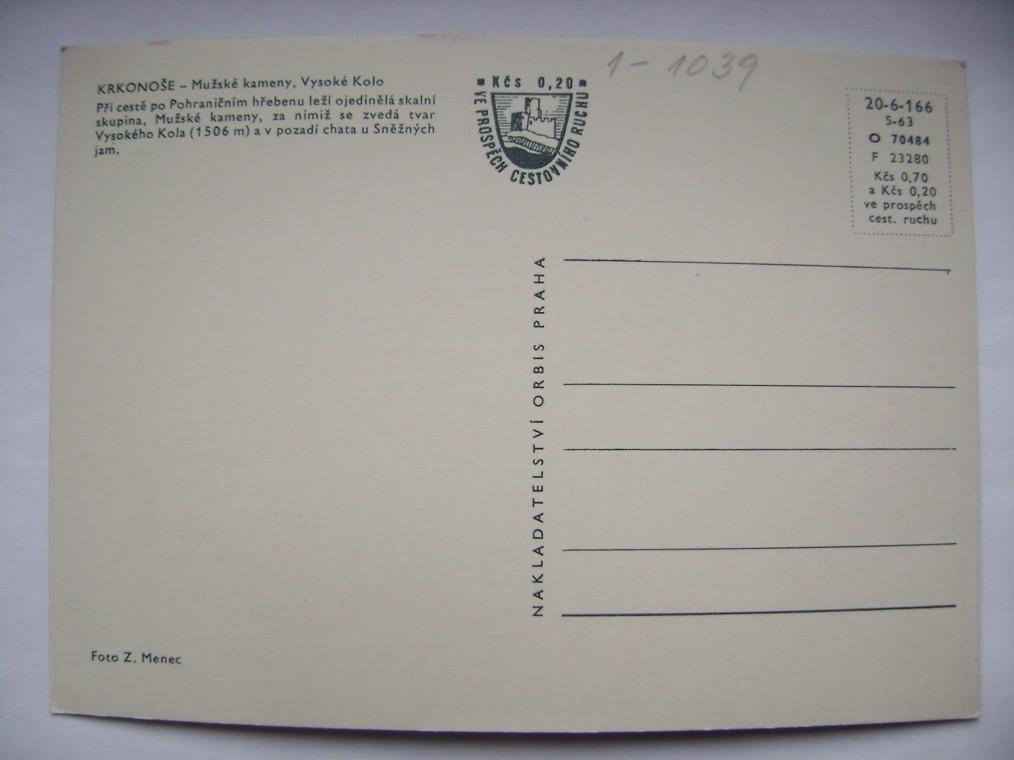 1-1039
KRKONOŠE – Mužské kameny, Vysoké Kolo
Při cestě po Pohraničním hřebenu leží ojedinělá skalní
skupina, Mužské kameny, za nimiž se zvedá tvar
Vysokého Kola (1506 m) a v pozadí chata u Sněžných
jam.
Kčs 0,20
VE PROSPĚCH CESTOVNÍHO RUCHU
20-6-166
5-63
O 70484
F 23280
Kčs 0,70
a Kčs 0,20
ve prospěch
cest. ruchu
NAKLADATELSTVÍ ORBIS PRAHA
Foto Z. Menec